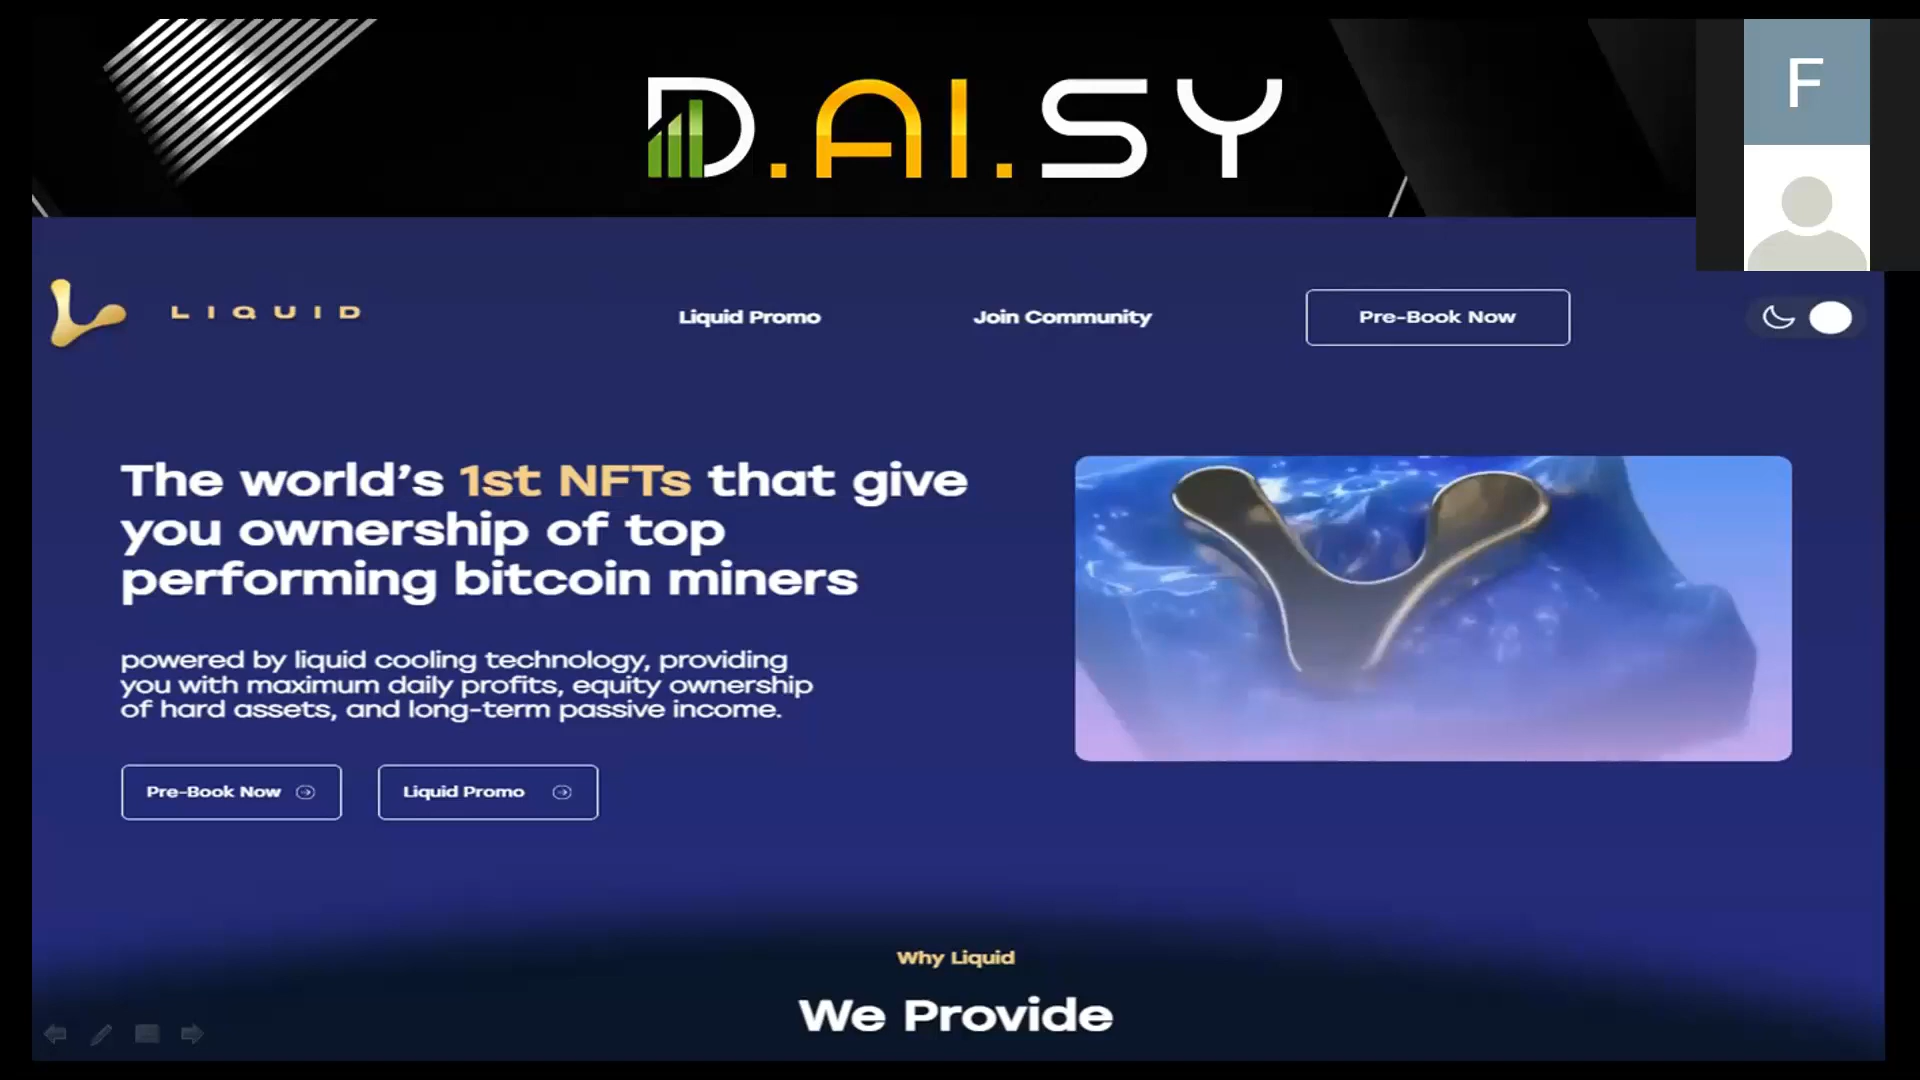 D.AI.SY
F
LIQUID
Liquid Promo
Join Community
Pre-Book Now
The world's 1st NFTs that give
you ownership of top
performing bitcoin miners
powered by liquid cooling technology, providing
you with maximum daily profits, equity ownership
of hard assets, and long-term passive income.
Pre-Book Now
Liquid Promo
Why Liquid
We Provide